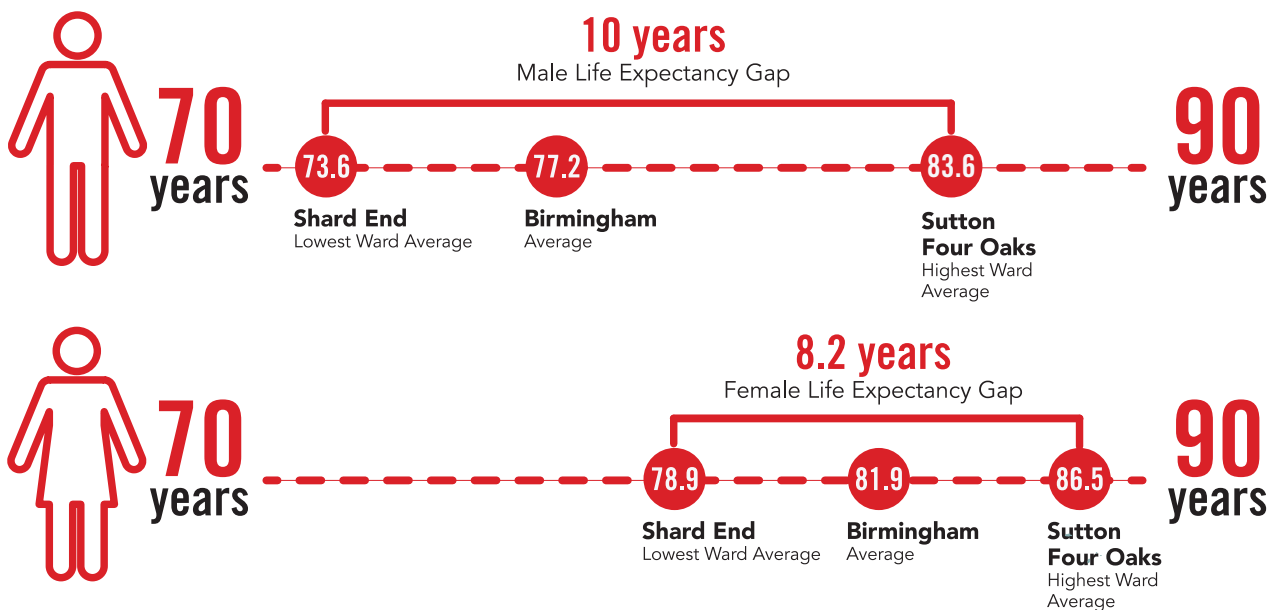 10 years
Male Life Expectancy Gap
70
years
73.6
77.2
83.6
90
years
Shard End
Lowest Ward Average
Birmingham
Average
Sutton
Four Oaks
Highest Ward
Average
8.2 years
Female Life Expectancy Gap
70
years
78.9
81.9
86.5
90
years
Shard End
Lowest Ward Average
Birmingham
Average
Sutton
Four Oaks
Highest Ward
Average